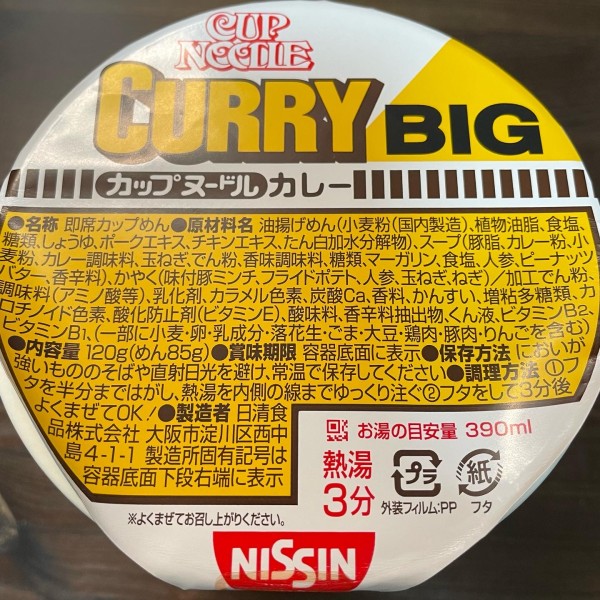 CUP
NOODLE
CURRY BIG
カップヌードル カレー
●名称 即席カップめん●原材料名 油揚げめん(小麦粉(国内製造)、植物油脂、食塩、
糖類、しょうゆ、ポークエキス、チキンエキス、たん白加水分解物)、スープ(豚脂、カレー粉、小
麦粉、カレー調味料、玉ねぎ、でん粉、香味調味料、糖類、マーガリン、食塩、人参、ピーナッツ
バター、香辛料)、かやく(味付豚ミンチ、フライドポテト、人参、玉ねぎ、ねぎ)/加工でん粉、
調味料(アミノ酸等)、乳化剤、カラメル色素、炭酸Ca、香料、かんすい、増粘多糖類、カ
ロチノイド色素、酸化防止剤(ビタミンE)、酸味料、香辛料抽出物、くん液、ビタミンB2、
ビタミンB1、(一部に小麦・卵・乳成分・落花生・ごま・大豆・鶏肉・豚肉・りんごを含む)
●内容量 120g(めん85g)●賞味期限 容器底面に表示●保存方法 においが
強いもののそばや直射日光を避け、常温で保存してください●調理方法 ①フ
タを半分まではがし、熱湯を内側の線までゆっくり注ぐ②フタをして3分後
よくまぜてOK!●製造者 日清食
品株式会社 大阪市淀川区西中
島4-1-1 製造所固有記号は
容器底面下段右端に表示
お湯の目安量 390ml
熱湯
3分
プラ
外装フィルム:PP
紙
フタ
※よくまぜてお召し上がりください。
NISSIN